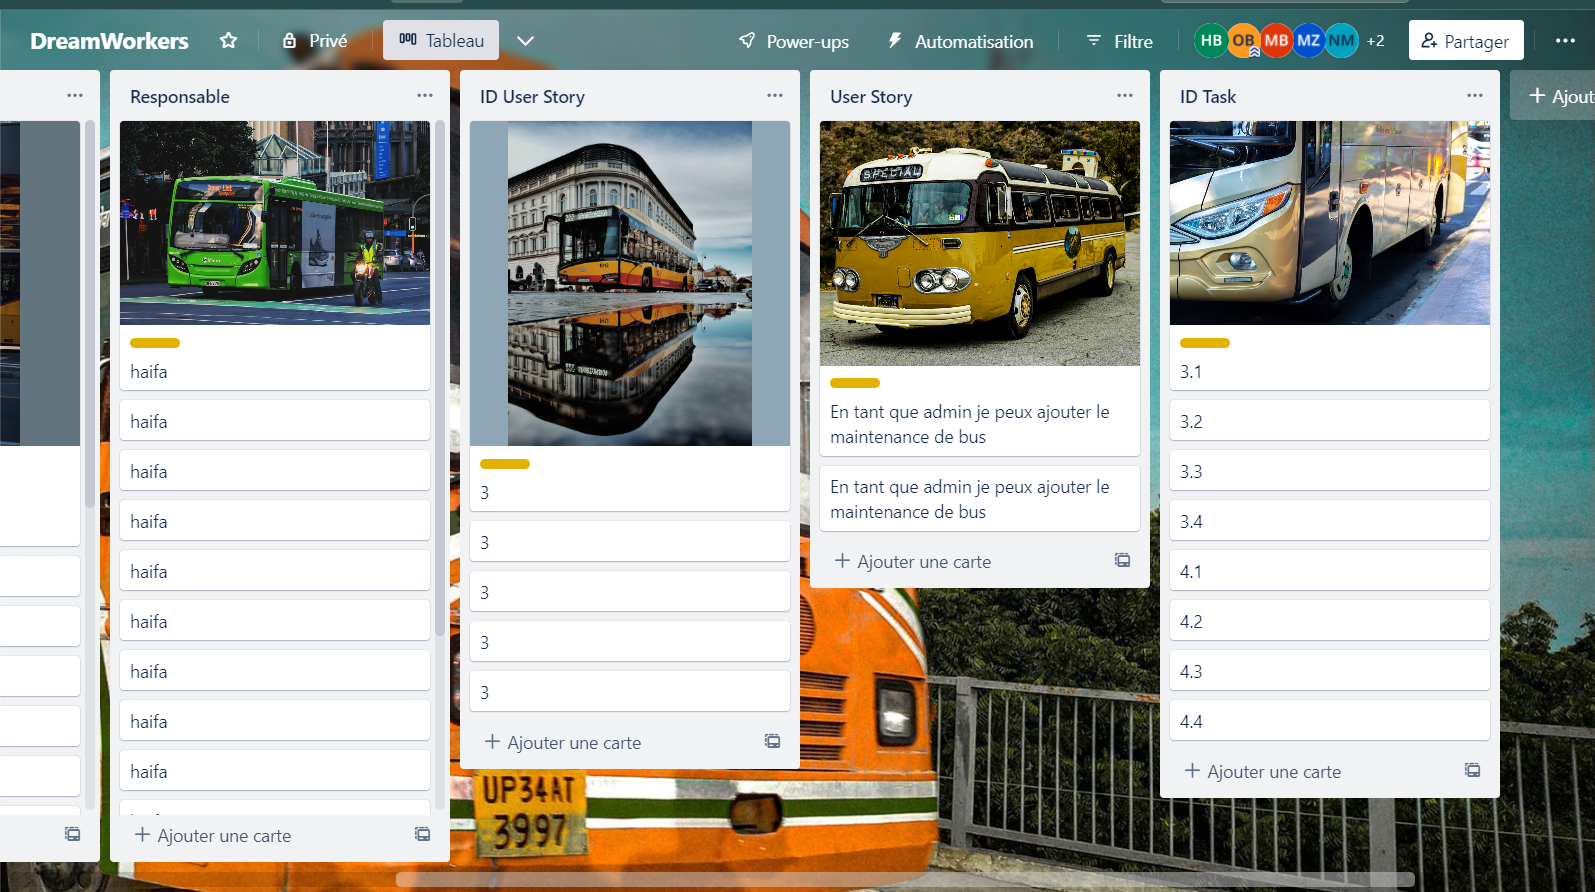 DreamWorkers
Privé
Tableau
Power-ups
Automatisation
Filtre
HB
OB
MB
MZ
NM
+2
Partager
Responsable
haifa
haifa
haifa
haifa
haifa
haifa
haifa
haifa
haifa
+ Ajouter une carte
ID User Story
3
3
3
3
3
+ Ajouter une carte
User Story
SPECIAL
En tant que admin je peux ajouter le
maintenance de bus
En tant que admin je peux ajouter le
maintenance de bus
+ Ajouter une carte
ID Task
3.1
3.2
3.3
3.4
4.1
4.2
4.3
4.4
+ Ajouter une carte
+ Ajout
UP34AT
3997